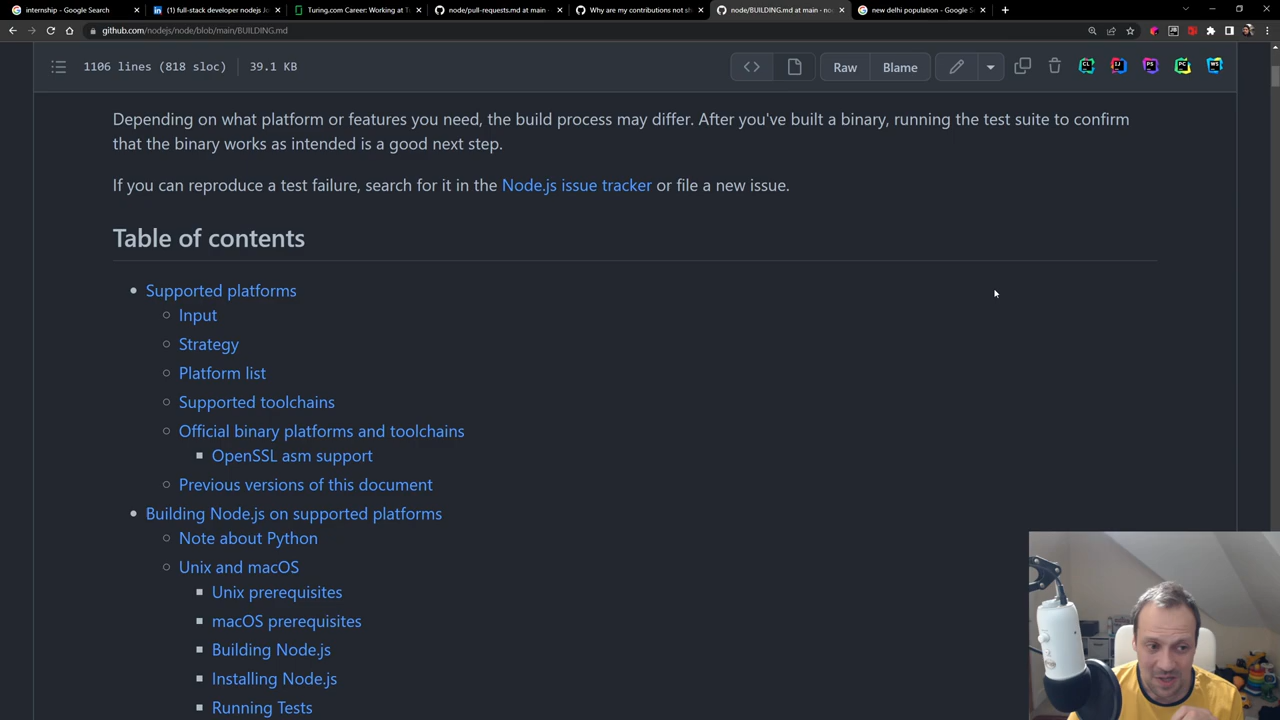 internship - Google Search
(1) full-stack developer nodejs Jo
Turing.com Career: Working at T
node/pull-requests.md at main ·
Why are my contributions not sh
node/BUILDING.md at main · no
new delhi population - Google S
github.com/nodejs/node/blob/main/BUILDING.md
1106 lines (818 sloc) 39.1 KB
Raw Blame
Depending on what platform or features you need, the build process may differ. After you've built a binary, running the test suite to confirm
that the binary works as intended is a good next step.
If you can reproduce a test failure, search for it in the Node.js issue tracker or file a new issue.
Table of contents
Supported platforms
Input
Strategy
Platform list
Supported toolchains
Official binary platforms and toolchains
OpenSSL asm support
Previous versions of this document
Building Node.js on supported platforms
Note about Python
Unix and macOS
Unix prerequisites
macOS prerequisites
Building Node.js
Installing Node.js
Running Tests